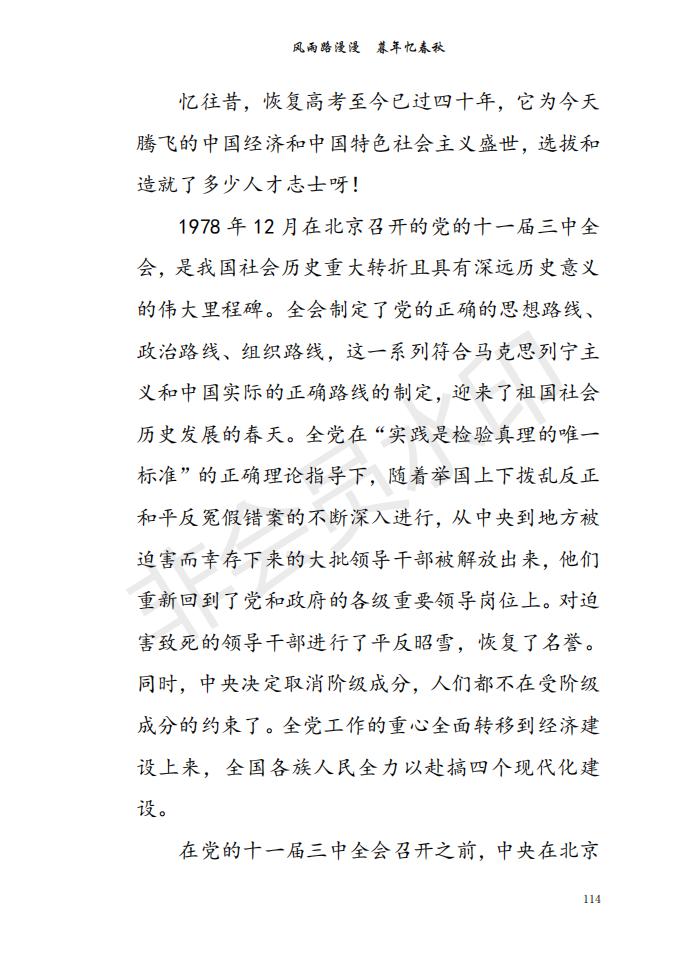 风雨路漫漫　暮年忆春秋
忆往昔，恢复高考至今已过四十年，它为今天
腾飞的中国经济和中国特色社会主义盛世，选拔和
造就了多少人才志士呀！
1978 年 12 月在北京召开的党的十一届三中全
会，是我国社会历史重大转折且具有深远历史意义
的伟大里程碑。全会制定了党的正确的思想路线、
政治路线、组织路线，这一系列符合马克思列宁主
义和中国实际的正确路线的制定，迎来了祖国社会
历史发展的春天。全党在“实践是检验真理的唯一
标准”的正确理论指导下，随着举国上下拨乱反正
和平反冤假错案的不断深入进行，从中央到地方被
迫害而幸存下来的大批领导干部被解放出来，他们
重新回到了党和政府的各级重要领导岗位上。对迫
害致死的领导干部进行了平反昭雪，恢复了名誉。
同时，中央决定取消阶级成分，人们都不在受阶级
成分的约束了。全党工作的重心全面转移到经济建
设上来，全国各族人民全力以赴搞四个现代化建
设。
在党的十一届三中全会召开之前，中央在北京
114
非会员水印